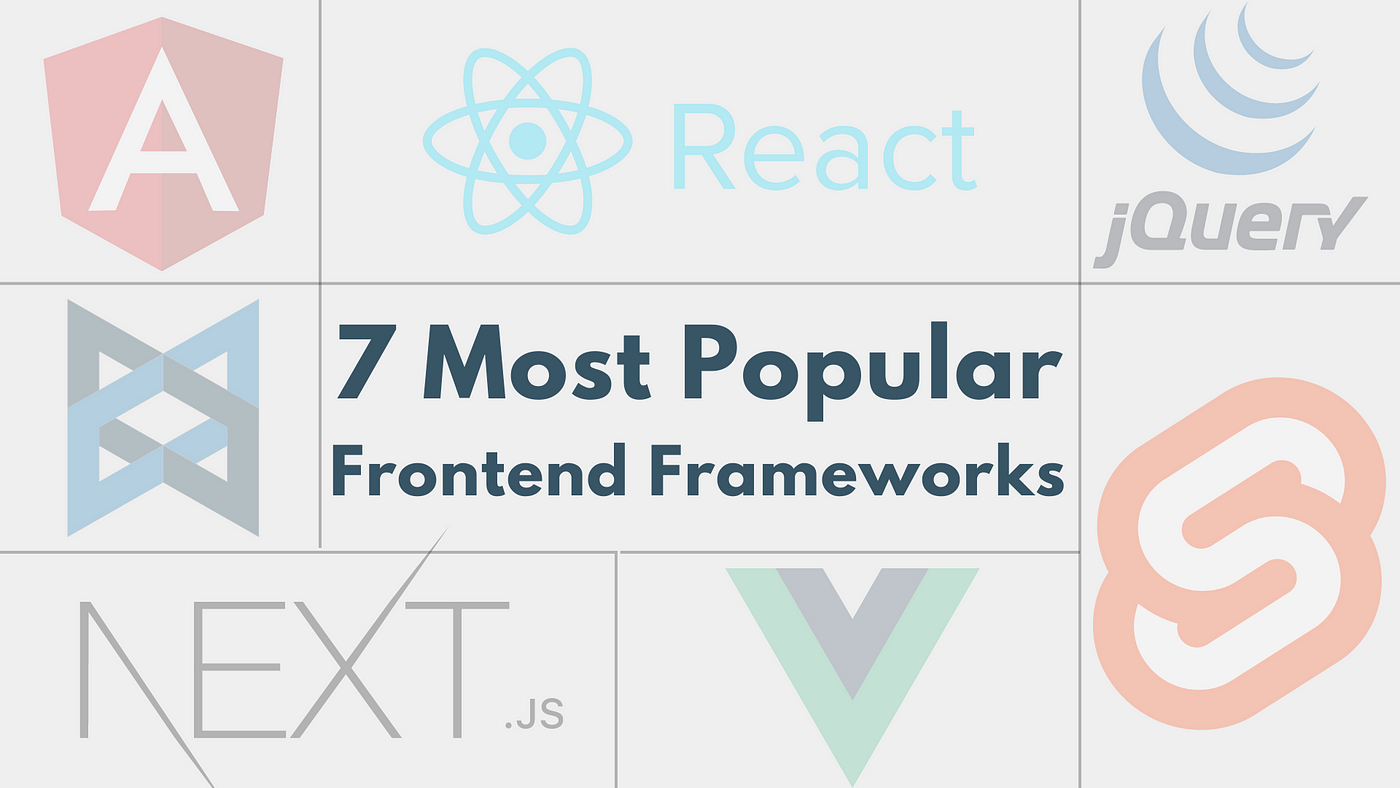 A
React
jQuery
7 Most Popular
Frontend Frameworks
NEXT
.JS